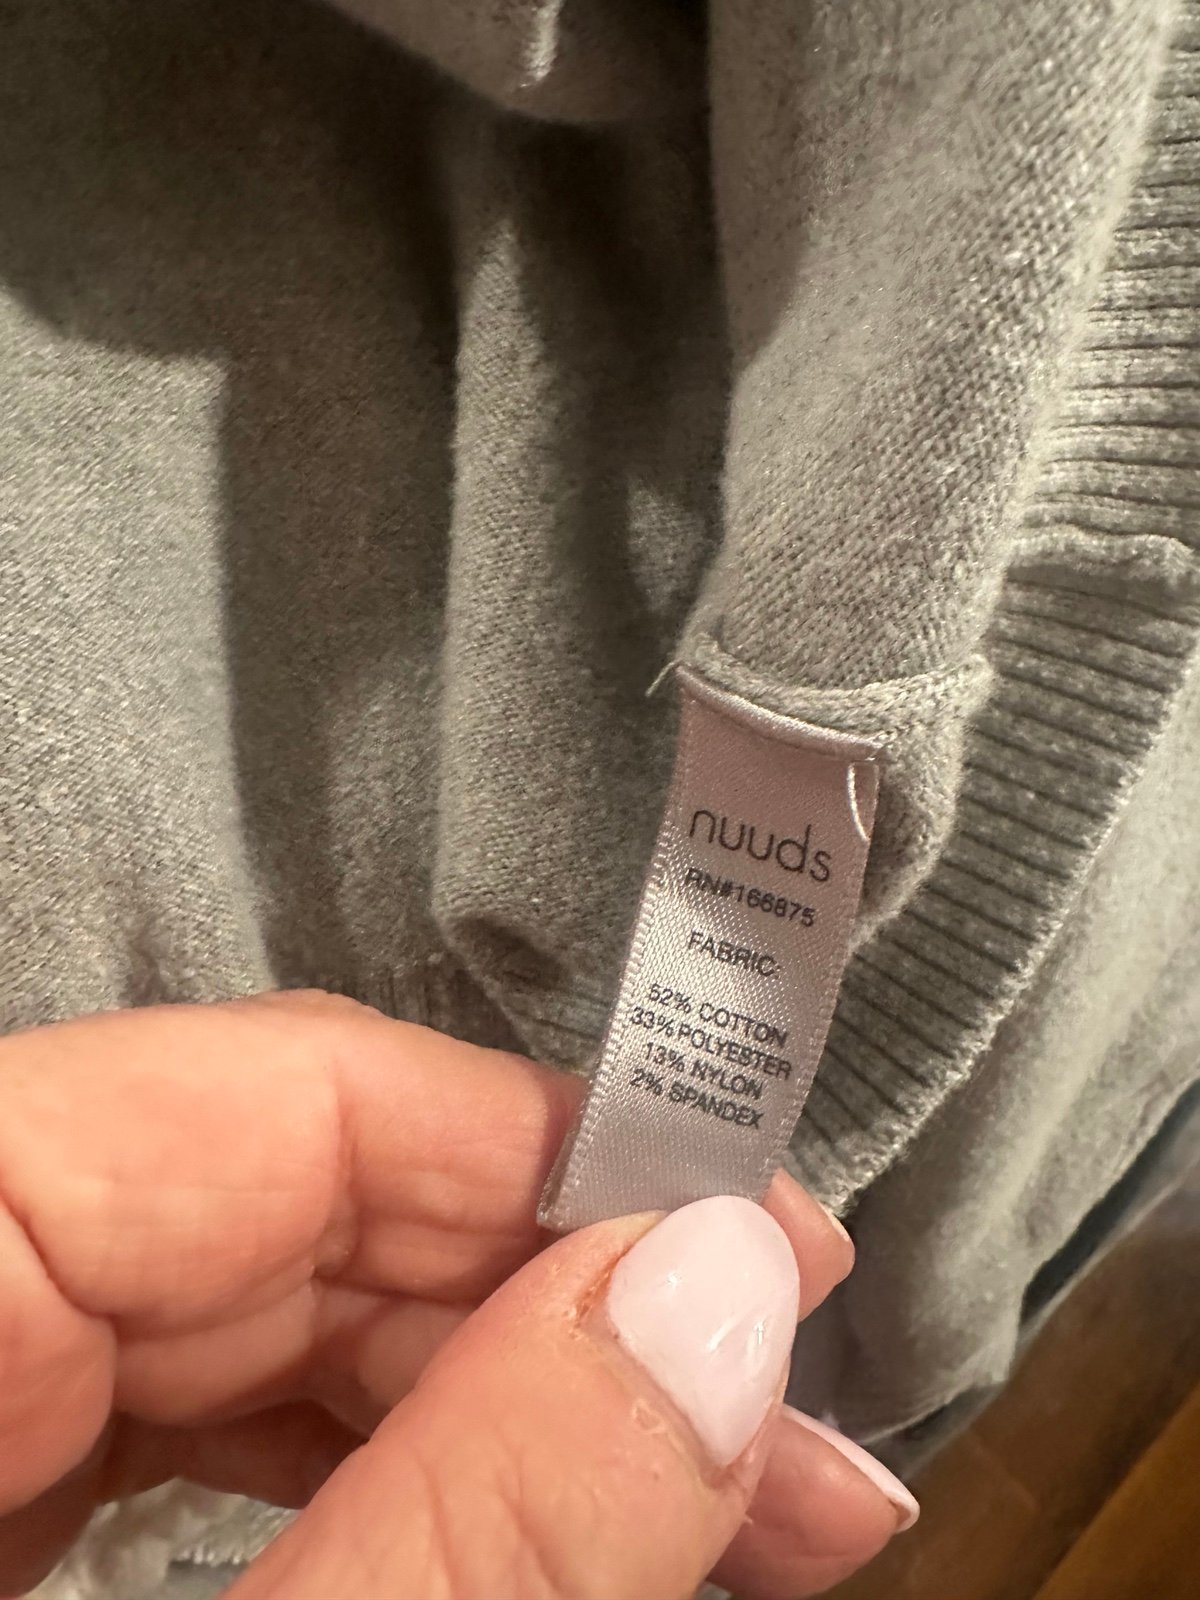 nuuds
RN#166875
FABRIC:
52% COTTON
33% POLYESTER
13% NYLON
2% SPANDEX